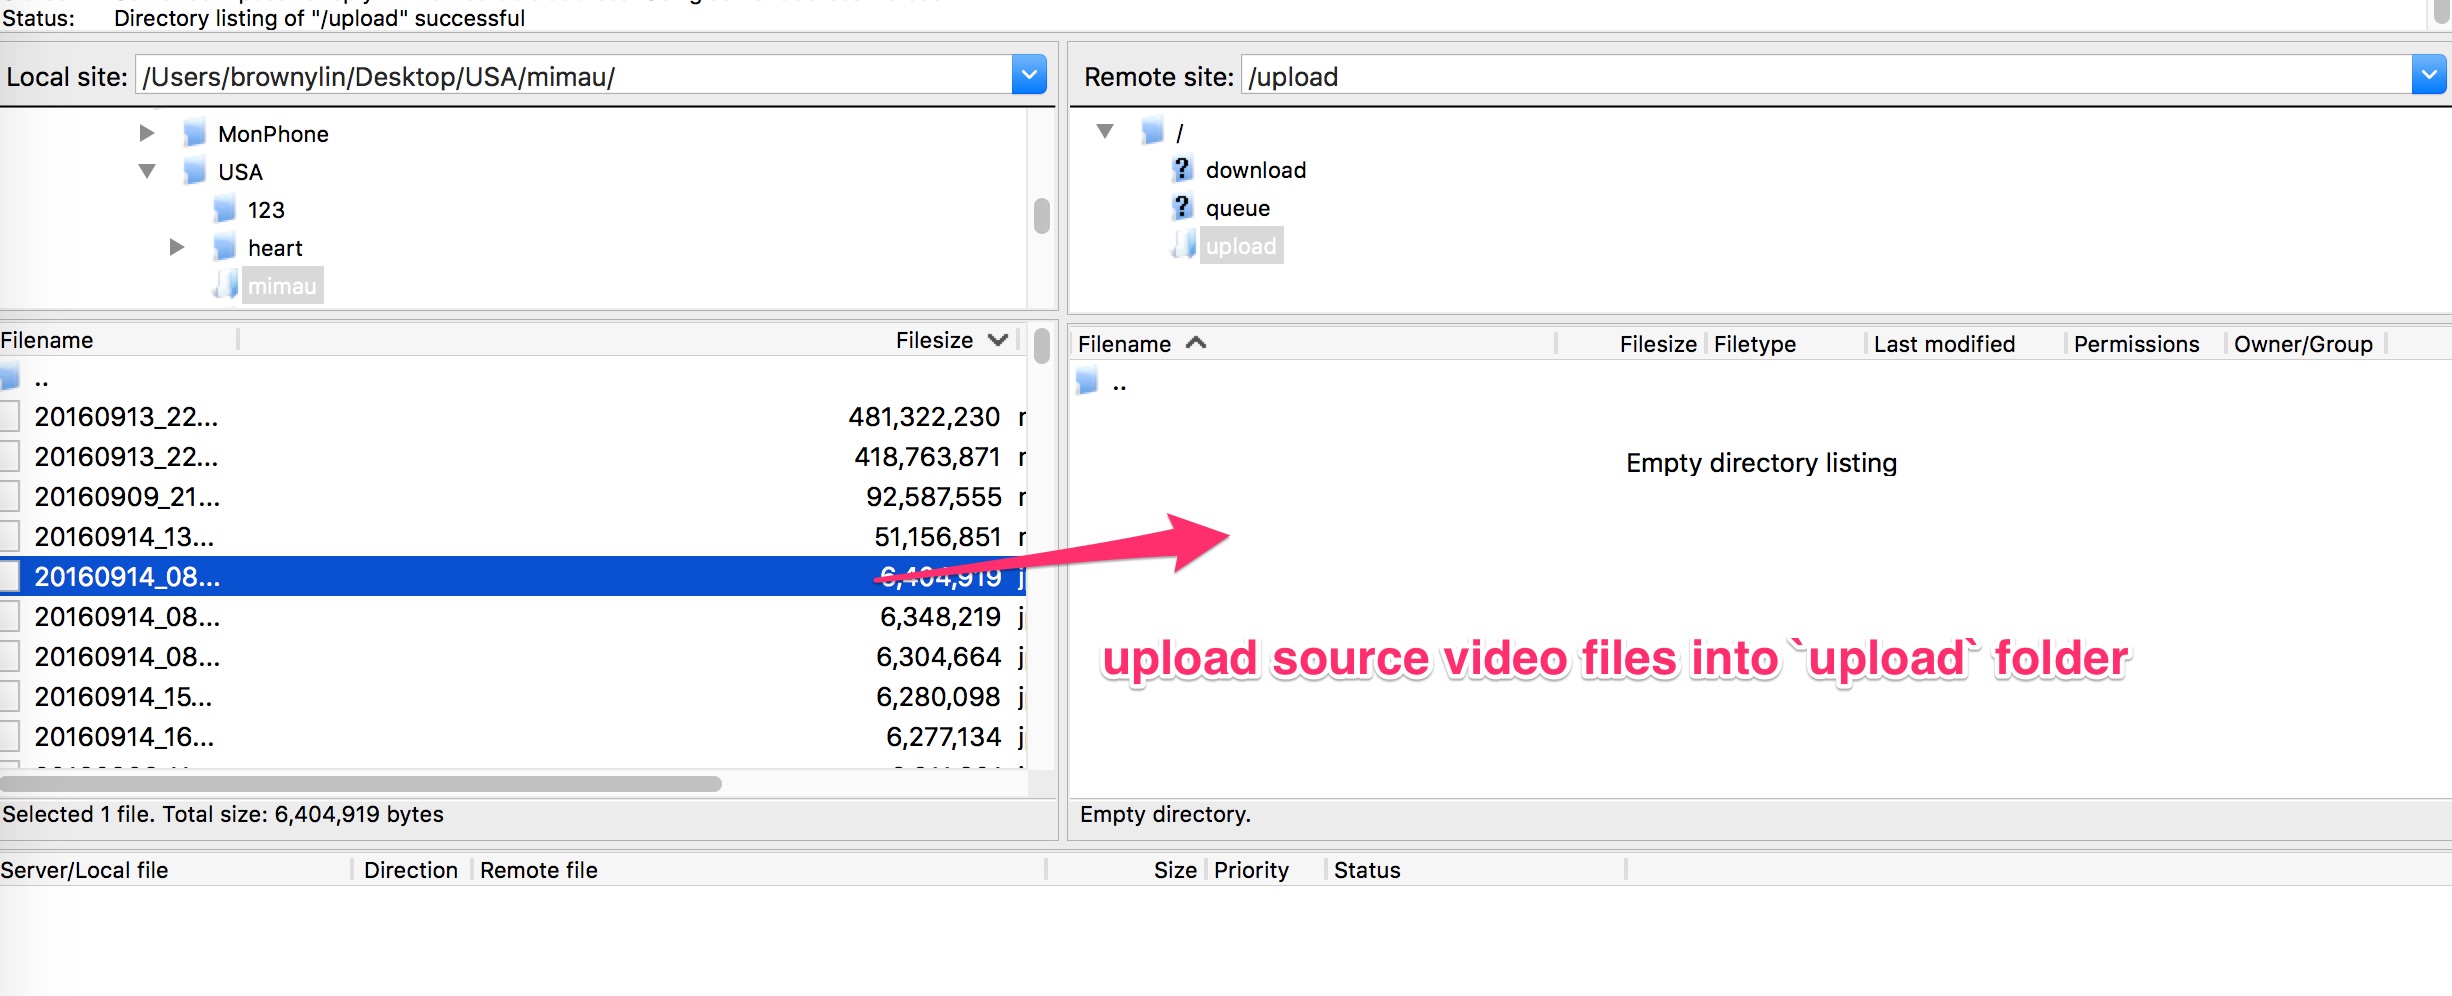 Status: Directory listing of "/upload" successful
Local site: /Users/brownylin/Desktop/USA/mimau/
MonPhone
USA
123
heart
mimau
Filename Filesize
..
20160913_22... 481,322,230
20160913_22... 418,763,871
20160909_21... 92,587,555
20160914_13... 51,156,851
20160914_08... 6,404,919
20160914_08... 6,348,219
20160914_08... 6,304,664
20160914_15... 6,280,098
20160914_16... 6,277,134
Selected 1 file. Total size: 6,404,919 bytes
Remote site: /upload
/
? download
? queue
upload
Filename Filesize Filetype Last modified Permissions Owner/Group
..
Empty directory listing
upload source video files into `upload` folder
Empty directory.
Server/Local file Direction Remote file Size Priority Status